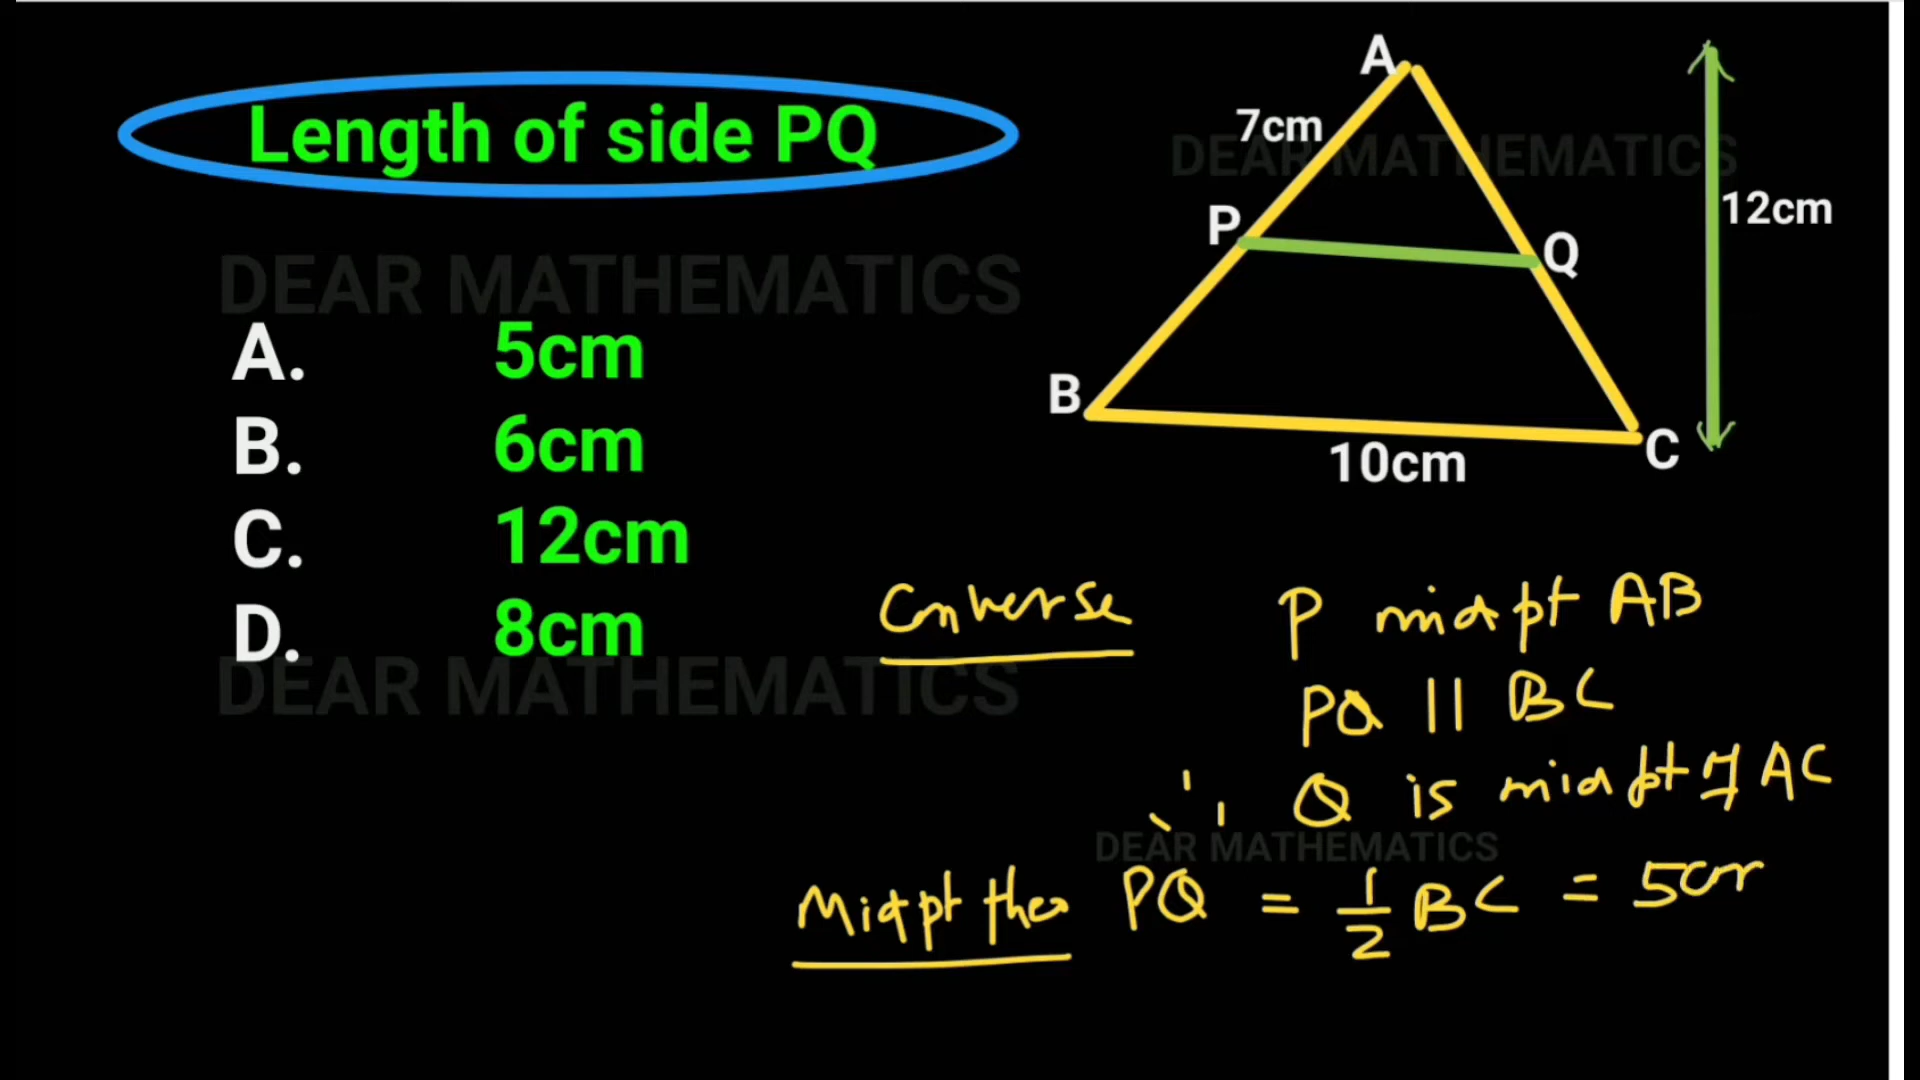 Length of side PQ
A
7cm
DEAR MATHEMATICS
12cm
P
Q
DEAR MATHEMATICS
B
C
10cm
A. 5cm
B. 6cm
C. 12cm
D. 8cm
DEAR MATHEMATICS
Converse
P midpt AB
PQ || BC
∴ Q is midpt of AC
DEAR MATHEMATICS
Midpt theo PQ = 1/2 BC = 5cm